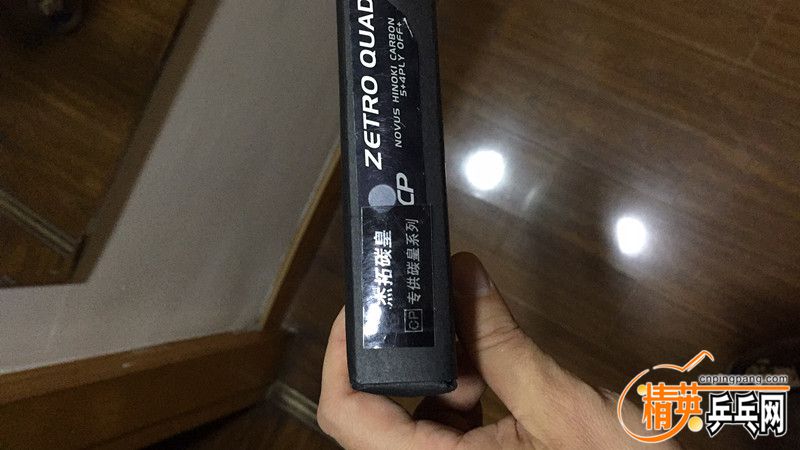 ZETRO QUAD
NOVUS HINOKI CARBON
5+4PLY OFF+
CP
杰拓碳皇
CP 专供碳皇系列
cnpingpang.com
精英乒乓网